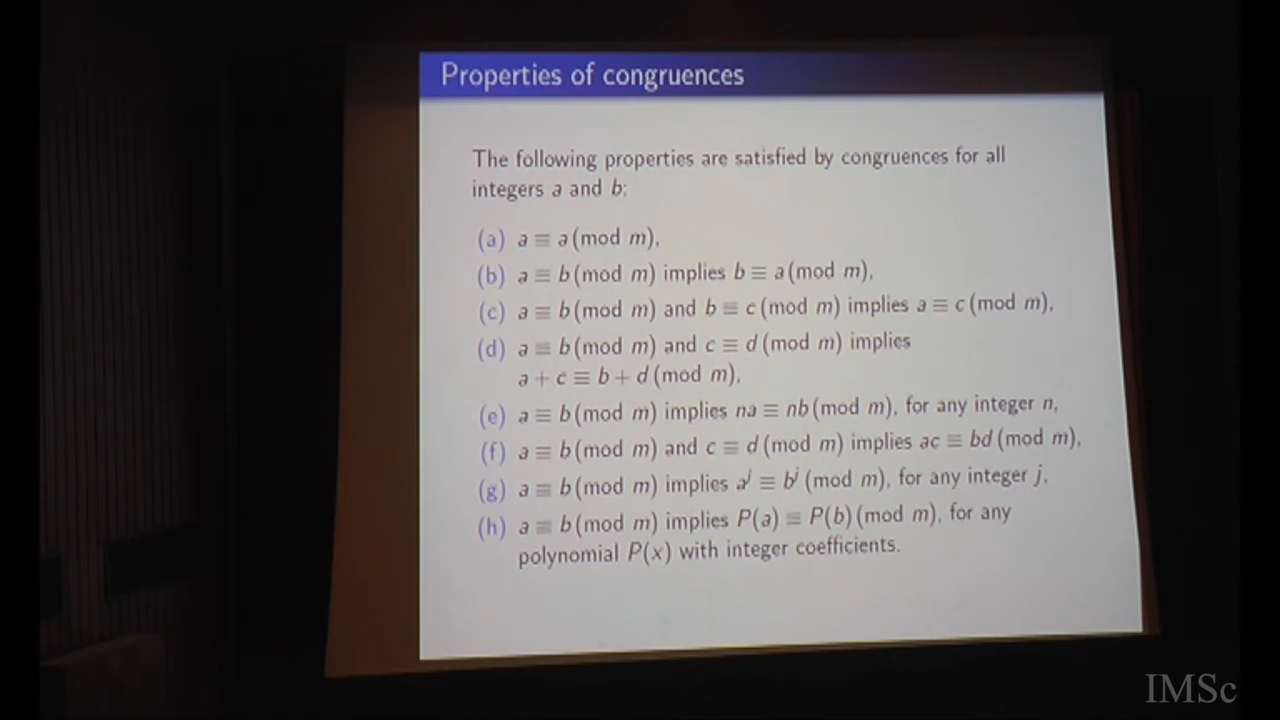 Properties of congruences
The following properties are satisfied by congruences for all
integers a and b:
(a) a ≡ a (mod m),
(b) a ≡ b (mod m) implies b ≡ a (mod m),
(c) a ≡ b (mod m) and b ≡ c (mod m) implies a ≡ c (mod m),
(d) a ≡ b (mod m) and c ≡ d (mod m) implies
a + c ≡ b + d (mod m),
(e) a ≡ b (mod m) implies na ≡ nb (mod m), for any integer n,
(f) a ≡ b (mod m) and c ≡ d (mod m) implies ac ≡ bd (mod m),
(g) a ≡ b (mod m) implies a^j ≡ b^j (mod m), for any integer j,
(h) a ≡ b (mod m) implies P(a) ≡ P(b) (mod m), for any
polynomial P(x) with integer coefficients.
IMSc